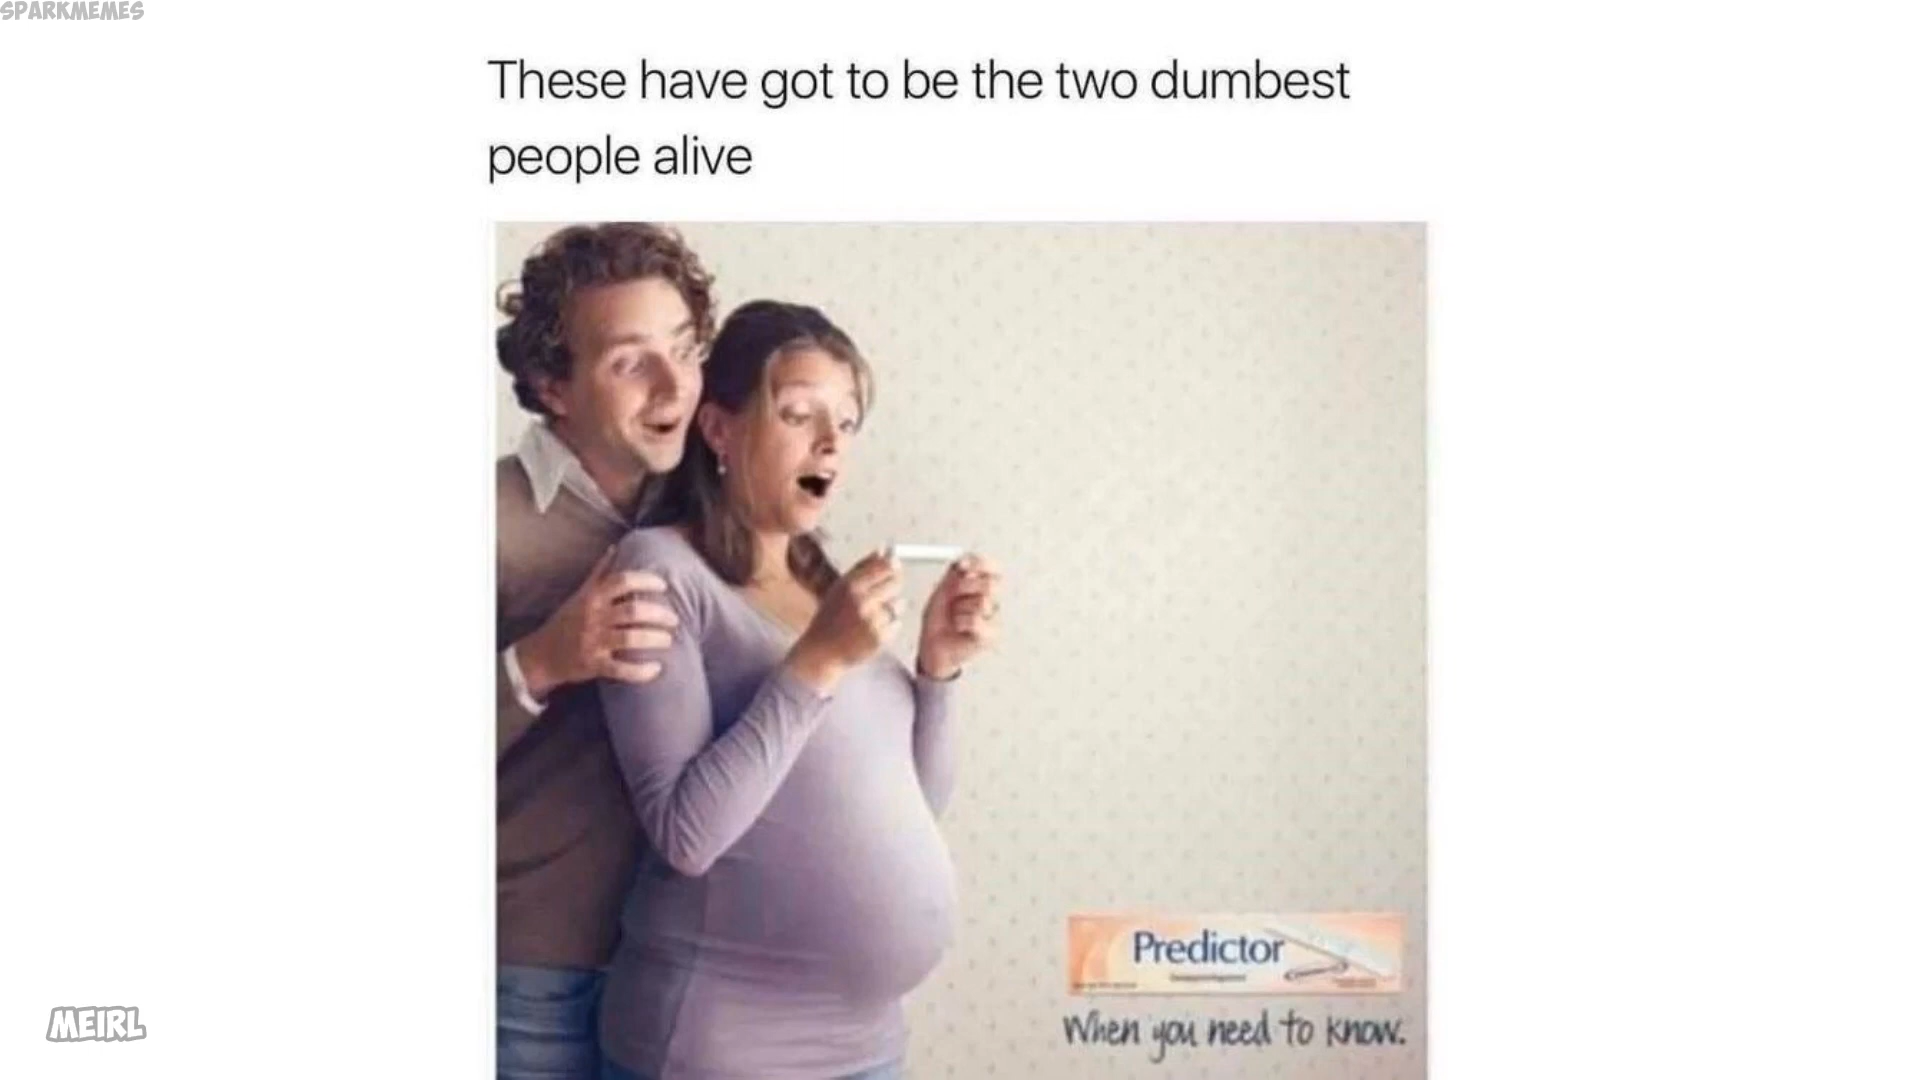 SPARKMEMES
These have got to be the two dumbest
people alive
Predictor
When you need to know.
MEIRL